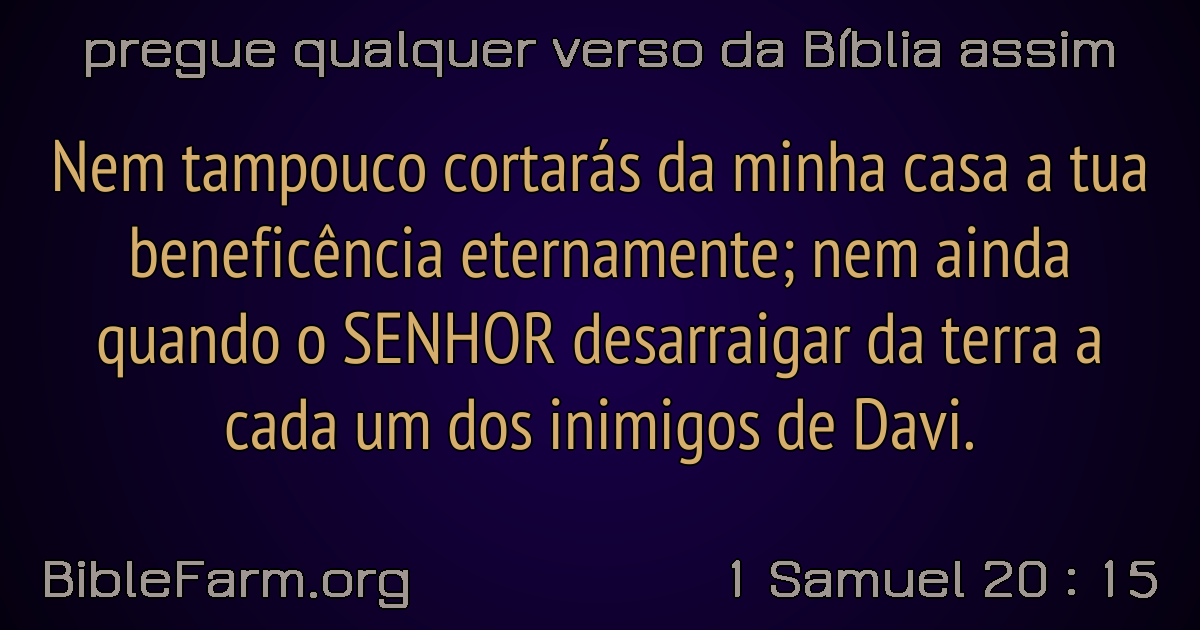 pregue qualquer verso da Bíblia assim
Nem tampouco cortarás da minha casa a tua
beneficência eternamente; nem ainda
quando o SENHOR desarraigar da terra a
cada um dos inimigos de Davi.
BibleFarm.org
1 Samuel 20 : 15